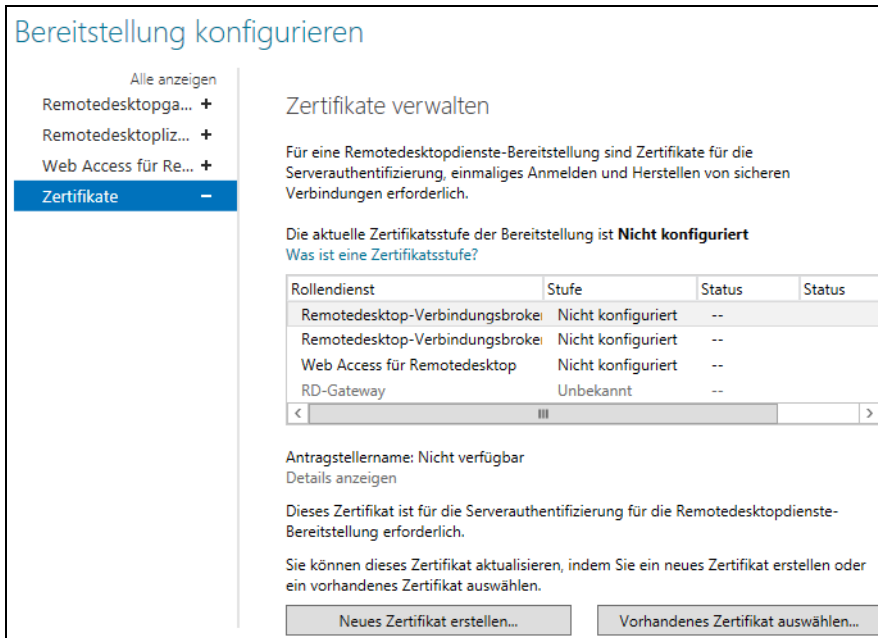 Bereitstellung konfigurieren
Alle anzeigen
Remotedesktopga... +
Remotedesktopliz... +
Web Access für Re... +
Zertifikate –
Zertifikate verwalten
Für eine Remotedesktopdienste-Bereitstellung sind Zertifikate für die
Serverauthentifizierung, einmaliges Anmelden und Herstellen von sicheren
Verbindungen erforderlich.
Die aktuelle Zertifikatsstufe der Bereitstellung ist Nicht konfiguriert
Was ist eine Zertifikatsstufe?
Rollendienst Stufe Status Status
Remotedesktop-Verbindungsbroker Nicht konfiguriert --
Remotedesktop-Verbindungsbroker Nicht konfiguriert --
Web Access für Remotedesktop Nicht konfiguriert --
RD-Gateway Unbekannt --
Antragstellername: Nicht verfügbar
Details anzeigen
Dieses Zertifikat ist für die Serverauthentifizierung für die Remotedesktopdienste-
Bereitstellung erforderlich.
Sie können dieses Zertifikat aktualisieren, indem Sie ein neues Zertifikat erstellen oder
ein vorhandenes Zertifikat auswählen.
Neues Zertifikat erstellen... Vorhandenes Zertifikat auswählen...